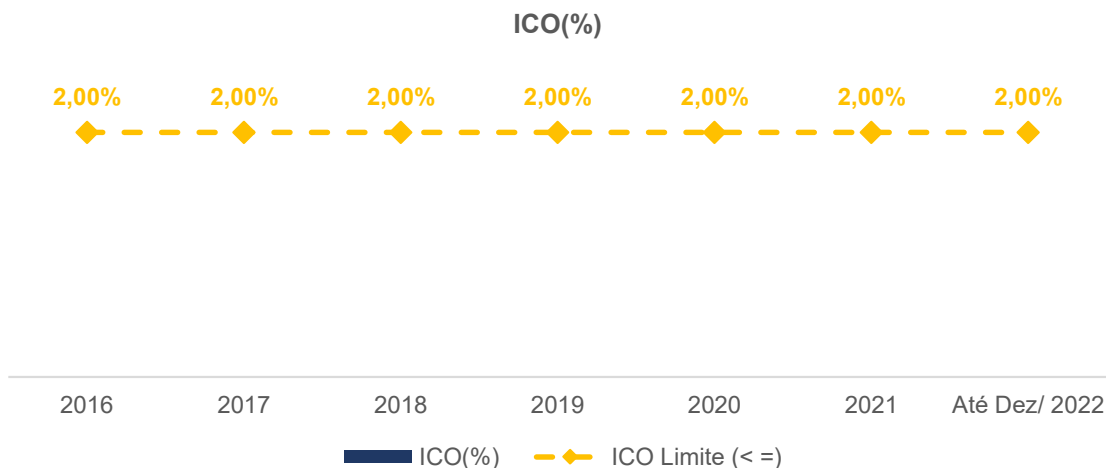 ICO(%)
2,00% 2,00% 2,00% 2,00% 2,00% 2,00% 2,00%
2016 2017 2018 2019 2020 2021 Até Dez/ 2022
ICO(%) ICO Limite (< =)